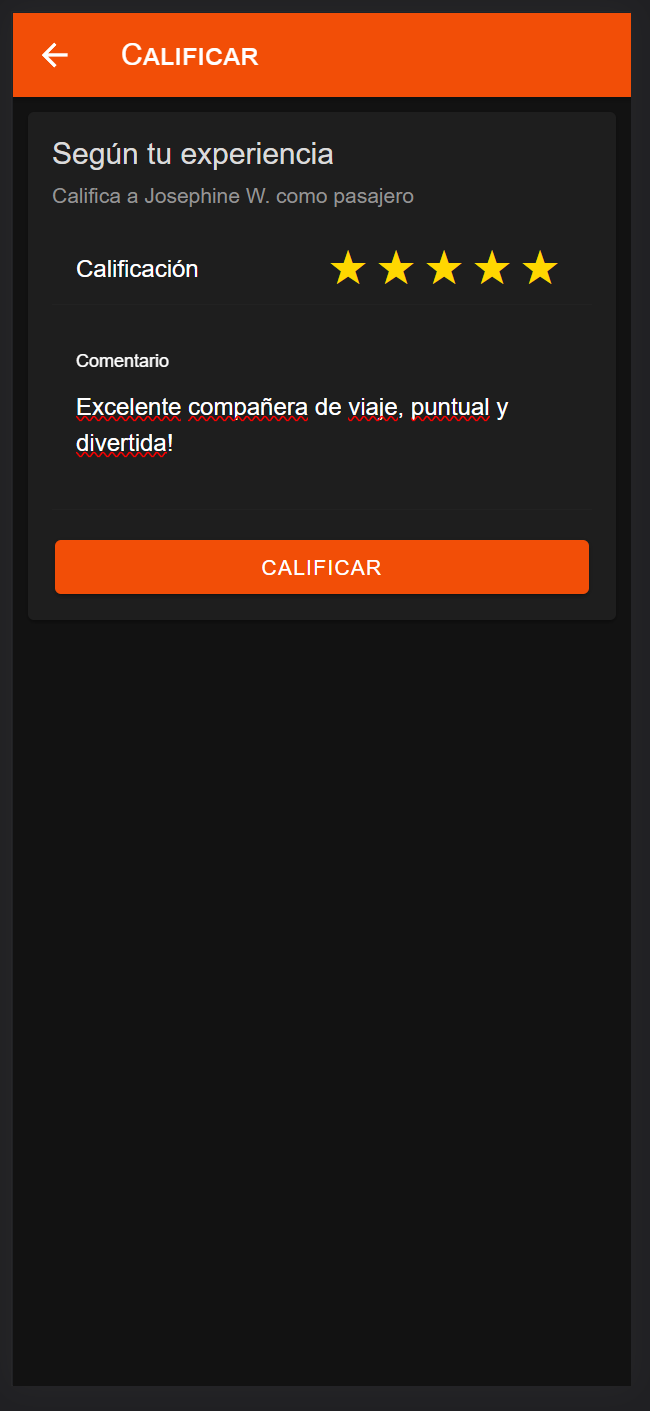 CALIFICAR
Según tu experiencia
Califica a Josephine W. como pasajero
Calificación
Comentario
Excelente compañera de viaje, puntual y
divertida!
CALIFICAR